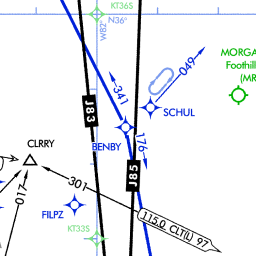 KT36S
N36°
W82°
MORGA
Foothil
(MR
049
341
J83
SCHUL
BENBY
176
CLRRY
J85
301
017
FILPZ
115.0 CLT(L) 97
KT33S